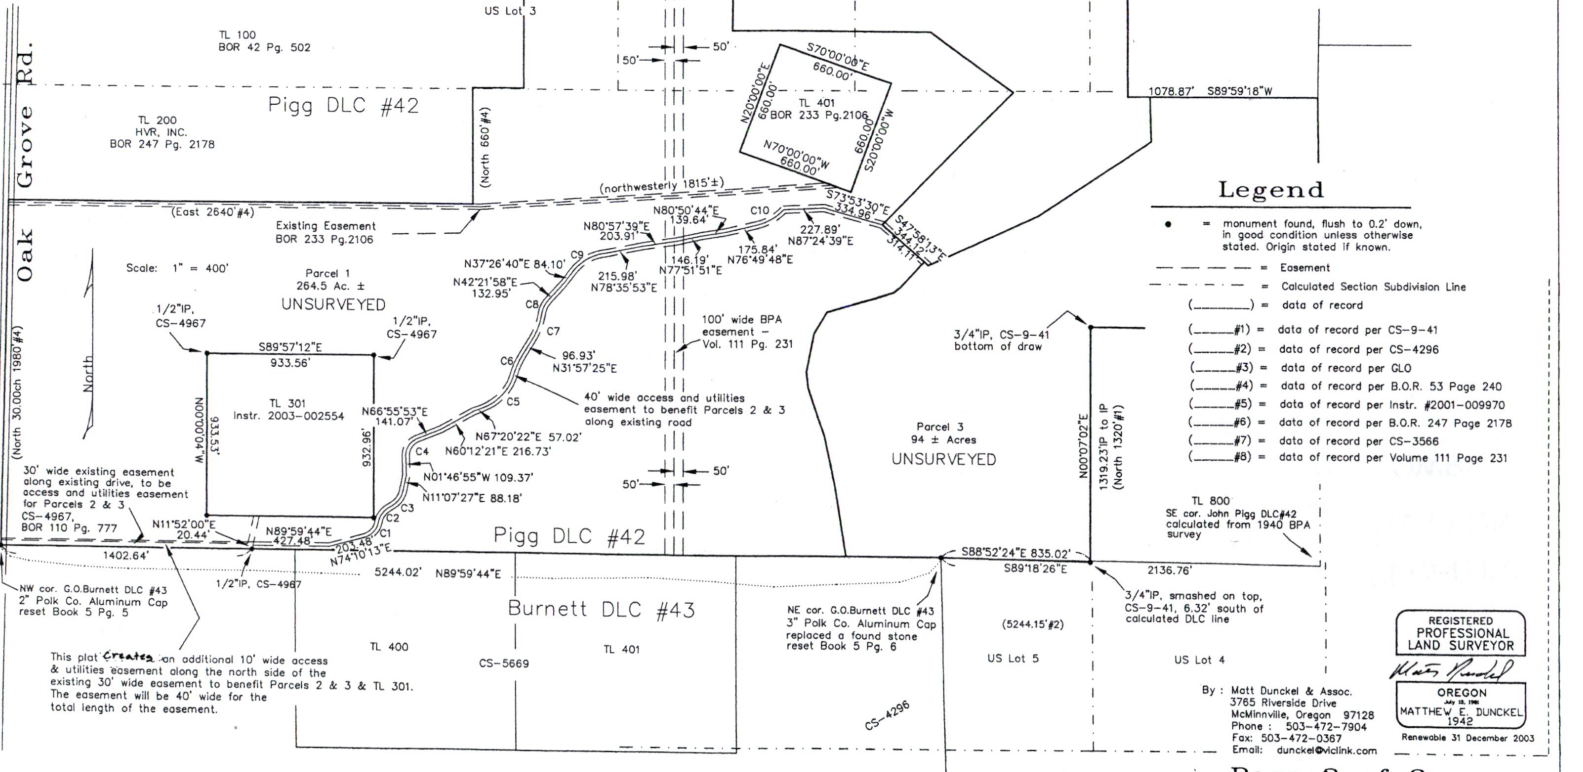 US Lot 3
TL 100
BOR 42 Pg. 502
50'
50'
Oak Grove Rd.
Pigg DLC #42
TL 200
HVR, INC.
BOR 247 Pg. 2178
(North 660'#4)
S70°00'00"E
660.00'
N20°00'00"E
660.00'
TL 401
BOR 233 Pg.2106
660.00'
S20°00'00"W
N70°00'00"W
660.00'
1078.87' S89°59'18"W
(East 2640'#4)
(northwesterly 1815'±)
Existing Easement
BOR 233 Pg.2106
Scale: 1" = 400'
Parcel 1
264.5 Ac. ±
UNSURVEYED
North
(North 30.00ch 1980'#4)
N80°50'44"E
139.64'
C10
N80°57'39"E
203.91'
S73°53'30"E
334.96'
S47°58'13"E
344.12'
314.11'
227.89'
N87°24'39"E
175.84'
N76°49'48"E
146.19'
N77°51'51"E
215.98'
N78°35'53"E
C9
N37°26'40"E 84.10'
N42°21'58"E
132.95'
C8
C7
C6
96.93'
N31°57'25"E
C5
100' wide BPA
easement –
Vol. 111 Pg. 231
40' wide access and utilities
easement to benefit Parcels 2 & 3
along existing road
1/2"IP,
CS-4967
1/2"IP,
CS-4967
S89°57'12"E
933.56'
TL 301
Instr. 2003-002554
N00°00'04"W
933.53'
932.96'
N66°55'53"E
141.07'
N67°20'22"E 57.02'
N60°12'21"E 216.73'
C4
N01°46'55"W 109.37'
N11°07'27"E 88.18'
C3
C2
C1
30' wide existing easement
along existing drive, to be
access and utilities easement
for Parcels 2 & 3
CS-4967,
BOR 110 Pg. 777
N11°52'00"E
20.44'
N89°59'44"E
427.48'
203.48'
N74°10'13"E
1402.64'
1/2"IP, CS-4967
5244.02' N89°59'44"E
Pigg DLC #42
50'
50'
Burnett DLC #43
NW cor. G.O.Burnett DLC #43
2" Polk Co. Aluminum Cap
reset Book 5 Pg. 5
This plat Creates an additional 10' wide access
& utilities easement along the north side of the
existing 30' wide easement to benefit Parcels 2 & 3 & TL 301.
The easement will be 40' wide for the
total length of the easement.
TL 400
CS-5669
TL 401
Parcel 3
94 ± Acres
UNSURVEYED
3/4"IP, CS-9-41
bottom of draw
N00°07'02"E
1319.23'IP to IP
(North 1320'#1)
S88°52'24"E 835.02'
S89°18'26"E
2136.76'
TL 800
SE cor. John Pigg DLC#42
calculated from 1940 BPA
survey
3/4"IP, smashed on top,
CS-9-41, 6.32' south of
calculated DLC line
NE cor. G.O.Burnett DLC #43
3" Polk Co. Aluminum Cap
replaced a found stone
reset Book 5 Pg. 6
(5244.15'#2)
US Lot 5
US Lot 4
CS-4296
Legend
• = monument found, flush to 0.2' down,
in good condition unless otherwise
stated. Origin stated if known.
= Easement
= Calculated Section Subdivision Line
(______) = data of record
(_____#1) = data of record per CS-9-41
(_____#2) = data of record per CS-4296
(_____#3) = data of record per GLO
(_____#4) = data of record per B.O.R. 53 Page 240
(_____#5) = data of record per Instr. #2001-009970
(_____#6) = data of record per B.O.R. 247 Page 2178
(_____#7) = data of record per CS-3566
(_____#8) = data of record per Volume 111 Page 231
By : Matt Dunckel & Assoc.
3765 Riverside Drive
McMinnville, Oregon 97128
Phone : 503-472-7904
Fax: 503-472-0367
Email: dunckel@viclink.com
REGISTERED
PROFESSIONAL
LAND SURVEYOR
OREGON
MATTHEW E. DUNCKEL
1942
Renewable 31 December 2003